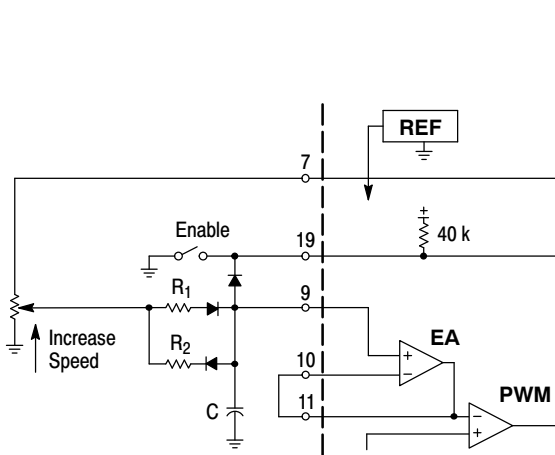 REF
7
Enable
19
+
40 k
R1
9
Increase
Speed
R2
10
EA
+
−
11
PWM
C
−
+